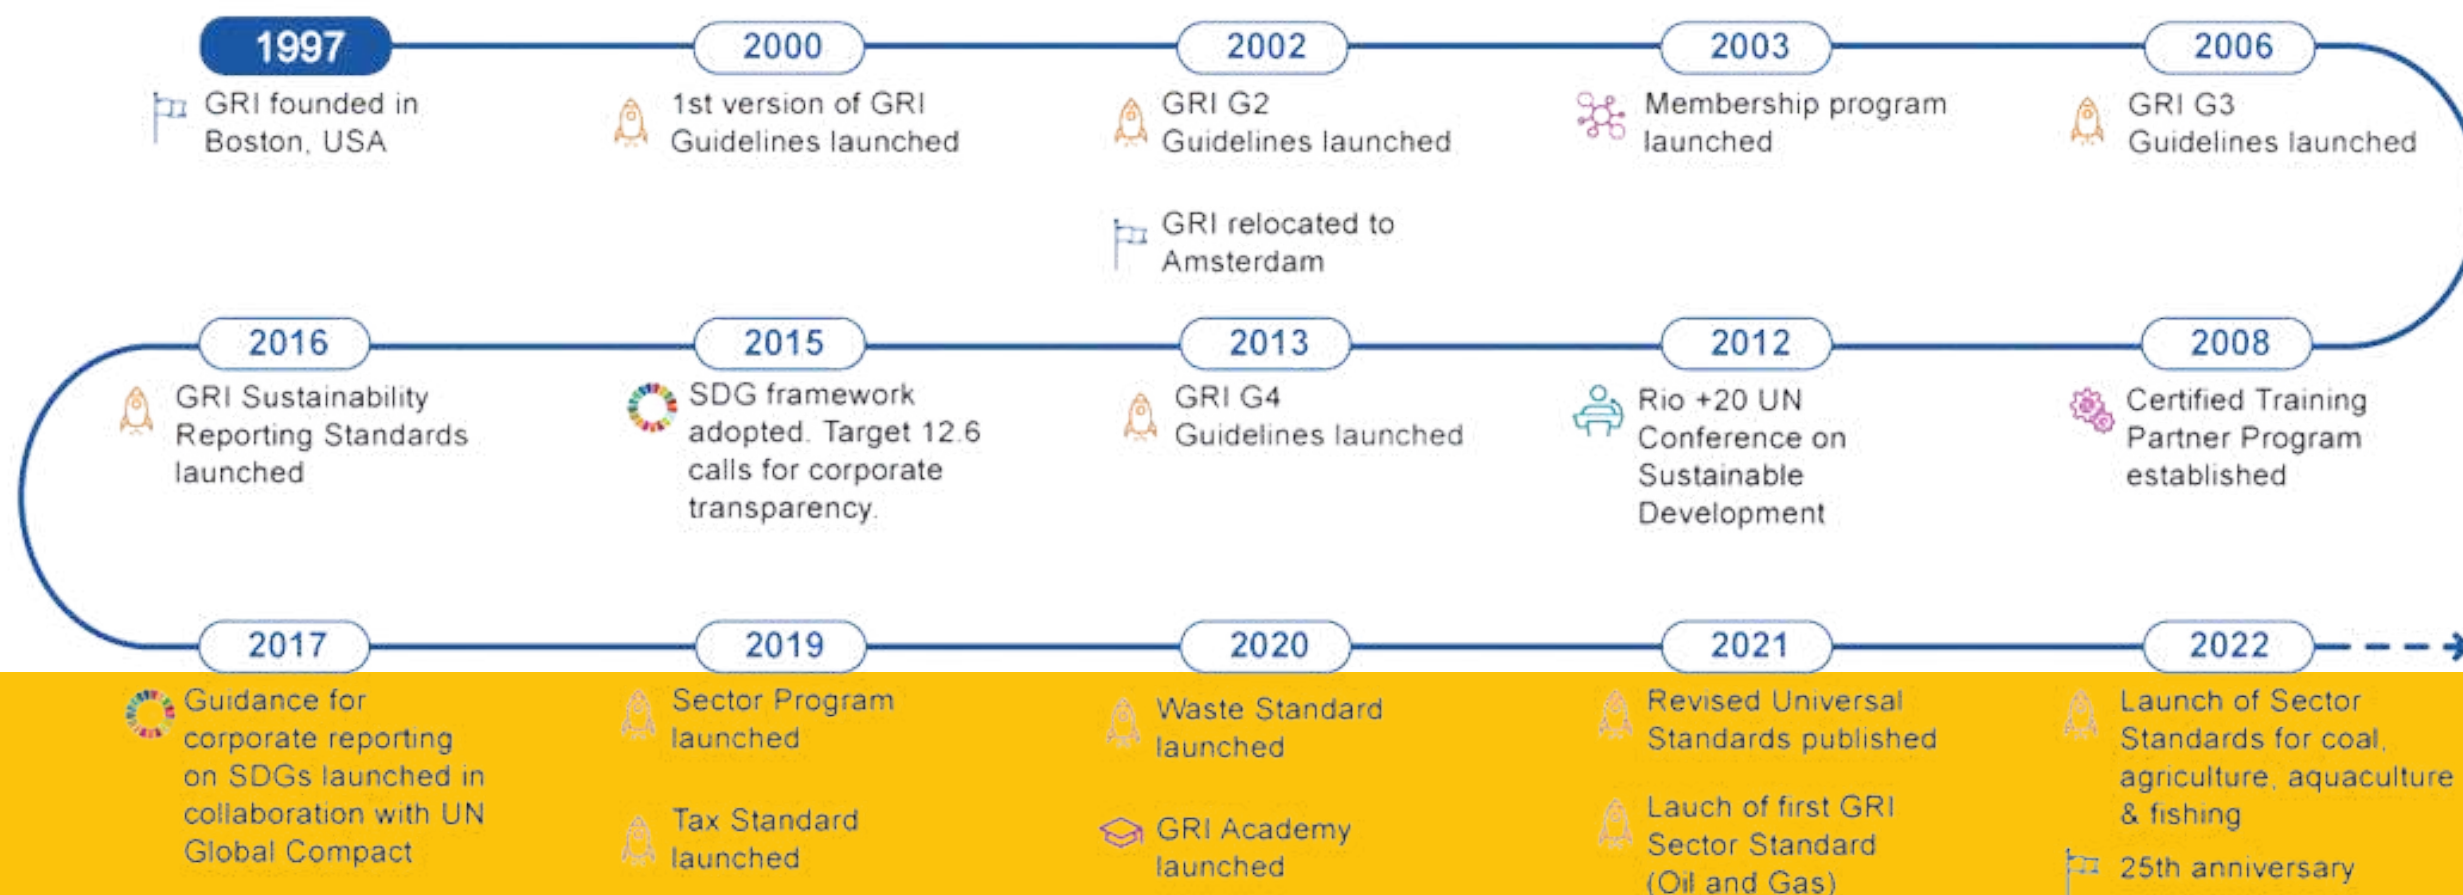 1997
GRI founded in
Boston, USA
2000
1st version of GRI
Guidelines launched
2002
GRI G2
Guidelines launched
GRI relocated to
Amsterdam
2003
Membership program
launched
2006
GRI G3
Guidelines launched
2008
Certified Training
Partner Program
established
2012
Rio +20 UN
Conference on
Sustainable
Development
2013
GRI G4
Guidelines launched
2015
SDG framework
adopted. Target 12.6
calls for corporate
transparency.
2016
GRI Sustainability
Reporting Standards
launched
2017
Guidance for
corporate reporting
on SDGs launched in
collaboration with UN
Global Compact
2019
Sector Program
launched
Tax Standard
launched
2020
Waste Standard
launched
GRI Academy
launched
2021
Revised Universal
Standards published
Lauch of first GRI
Sector Standard
(Oil and Gas)
2022
Launch of Sector
Standards for coal,
agriculture, aquaculture
& fishing
25th anniversary